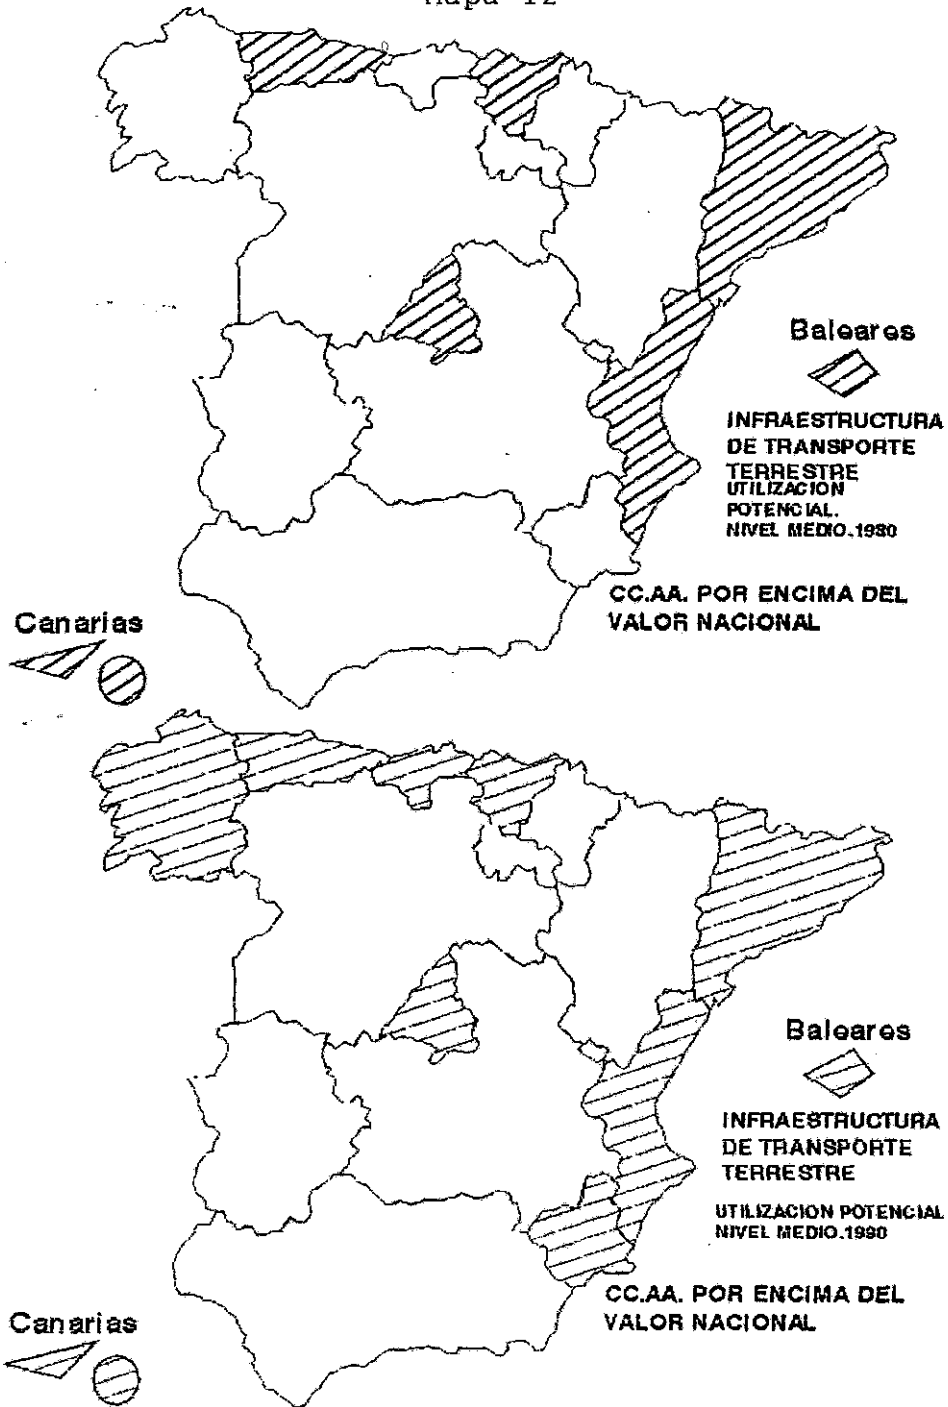 Mapa 12
Baleares
INFRAESTRUCTURA
DE TRANSPORTE
TERRESTRE
UTILIZACION
POTENCIAL.
NIVEL MEDIO.1980
CC.AA. POR ENCIMA DEL
VALOR NACIONAL
Canarias
Baleares
INFRAESTRUCTURA
DE TRANSPORTE
TERRESTRE
UTILIZACION POTENCIAL
NIVEL MEDIO.1990
CC.AA. POR ENCIMA DEL
VALOR NACIONAL
Canarias